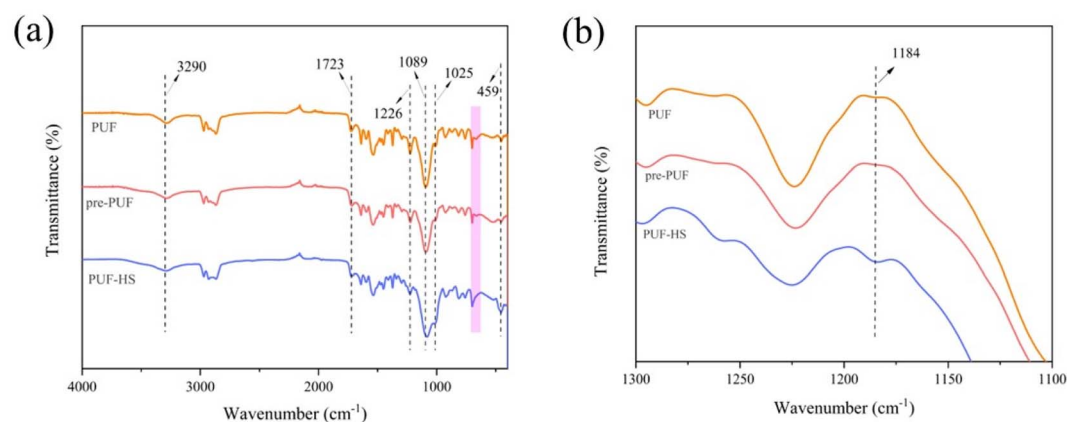 (a)
3290
1723
1089
1025
1226
459
PUF
pre-PUF
PUF-HS
Transmittance (%)
4000
3000
2000
1000
Wavenumber (cm⁻¹)
(b)
1184
PUF
pre-PUF
PUF-HS
Transmittance (%)
1300
1250
1200
1150
1100
Wavenumber (cm⁻¹)